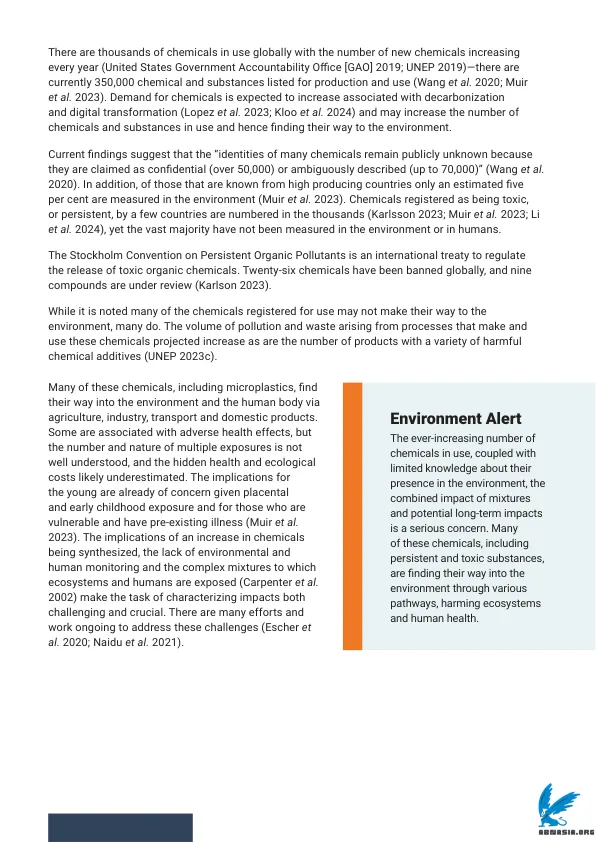 There are thousands of chemicals in use globally with the number of new chemicals increasing
every year (United States Government Accountability Office [GAO] 2019; UNEP 2019)—there are
currently 350,000 chemical and substances listed for production and use (Wang et al. 2020; Muir
et al. 2023). Demand for chemicals is expected to increase associated with decarbonization
and digital transformation (Lopez et al. 2023; Kloo et al. 2024) and may increase the number of
chemicals and substances in use and hence finding their way to the environment.
Current findings suggest that the “identities of many chemicals remain publicly unknown because
they are claimed as confidential (over 50,000) or ambiguously described (up to 70,000)” (Wang et al.
2020). In addition, of those that are known from high producing countries only an estimated five
per cent are measured in the environment (Muir et al. 2023). Chemicals registered as being toxic,
or persistent, by a few countries are numbered in the thousands (Karlsson 2023; Muir et al. 2023; Li
et al. 2024), yet the vast majority have not been measured in the environment or in humans.
The Stockholm Convention on Persistent Organic Pollutants is an international treaty to regulate
the release of toxic organic chemicals. Twenty-six chemicals have been banned globally, and nine
compounds are under review (Karlson 2023).
While it is noted many of the chemicals registered for use may not make their way to the
environment, many do. The volume of pollution and waste arising from processes that make and
use these chemicals projected increase as are the number of products with a variety of harmful
chemical additives (UNEP 2023c).
Many of these chemicals, including microplastics, find
their way into the environment and the human body via
agriculture, industry, transport and domestic products.
Some are associated with adverse health effects, but
the number and nature of multiple exposures is not
well understood, and the hidden health and ecological
costs likely underestimated. The implications for
the young are already of concern given placental
and early childhood exposure and for those who are
vulnerable and have pre-existing illness (Muir et al.
2023). The implications of an increase in chemicals
being synthesized, the lack of environmental and
human monitoring and the complex mixtures to which
ecosystems and humans are exposed (Carpenter et al.
2002) make the task of characterizing impacts both
challenging and crucial. There are many efforts and
work ongoing to address these challenges (Escher et
al. 2020; Naidu et al. 2021).
Environment Alert
The ever-increasing number of
chemicals in use, coupled with
limited knowledge about their
presence in the environment, the
combined impact of mixtures
and potential long-term impacts
is a serious concern. Many
of these chemicals, including
persistent and toxic substances,
are finding their way into the
environment through various
pathways, harming ecosystems
and human health.
ABNASIA.ORG